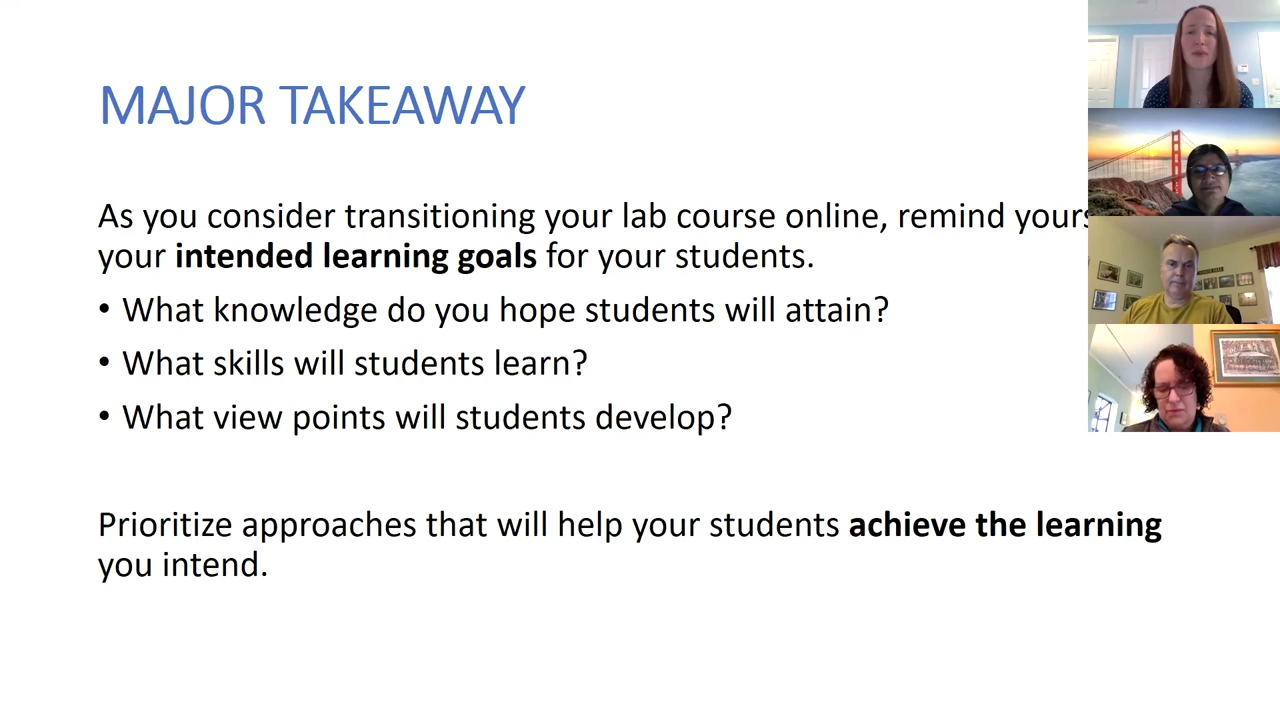 MAJOR TAKEAWAY
As you consider transitioning your lab course online, remind
your intended learning goals for your students.
• What knowledge do you hope students will attain?
• What skills will students learn?
• What view points will students develop?
Prioritize approaches that will help your students achieve the learning
you intend.